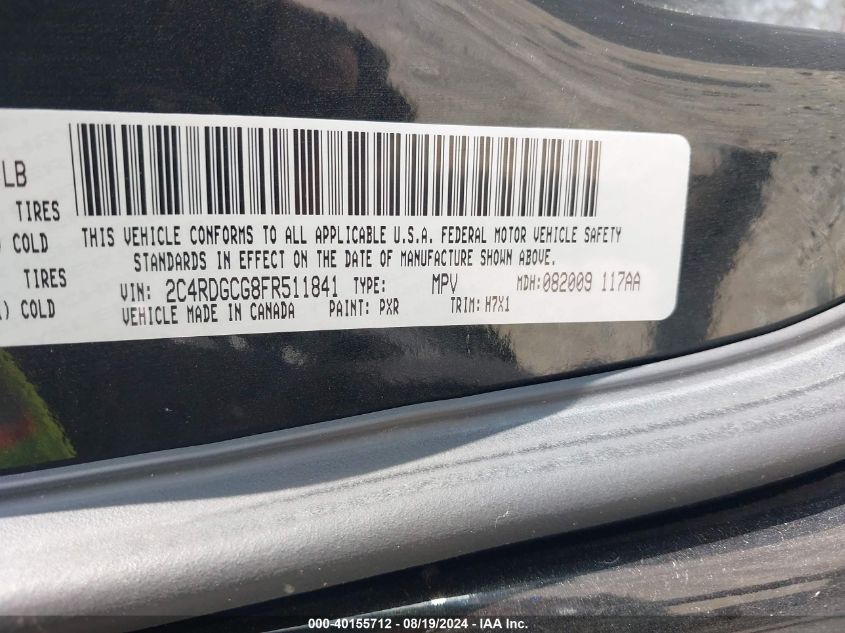 LB
TIRES
) COLD
TIRES
) COLD
THIS VEHICLE CONFORMS TO ALL APPLICABLE U.S.A. FEDERAL MOTOR VEHICLE SAFETY
STANDARDS IN EFFECT ON THE DATE OF MANUFACTURE SHOWN ABOVE.
VIN: 2C4RDGCG8FR511841 TYPE: MPV MDH:082009 117AA
VEHICLE MADE IN CANADA PAINT: PXR TRIM: H7X1
000-40155712 - 08/19/2024 - IAA Inc.